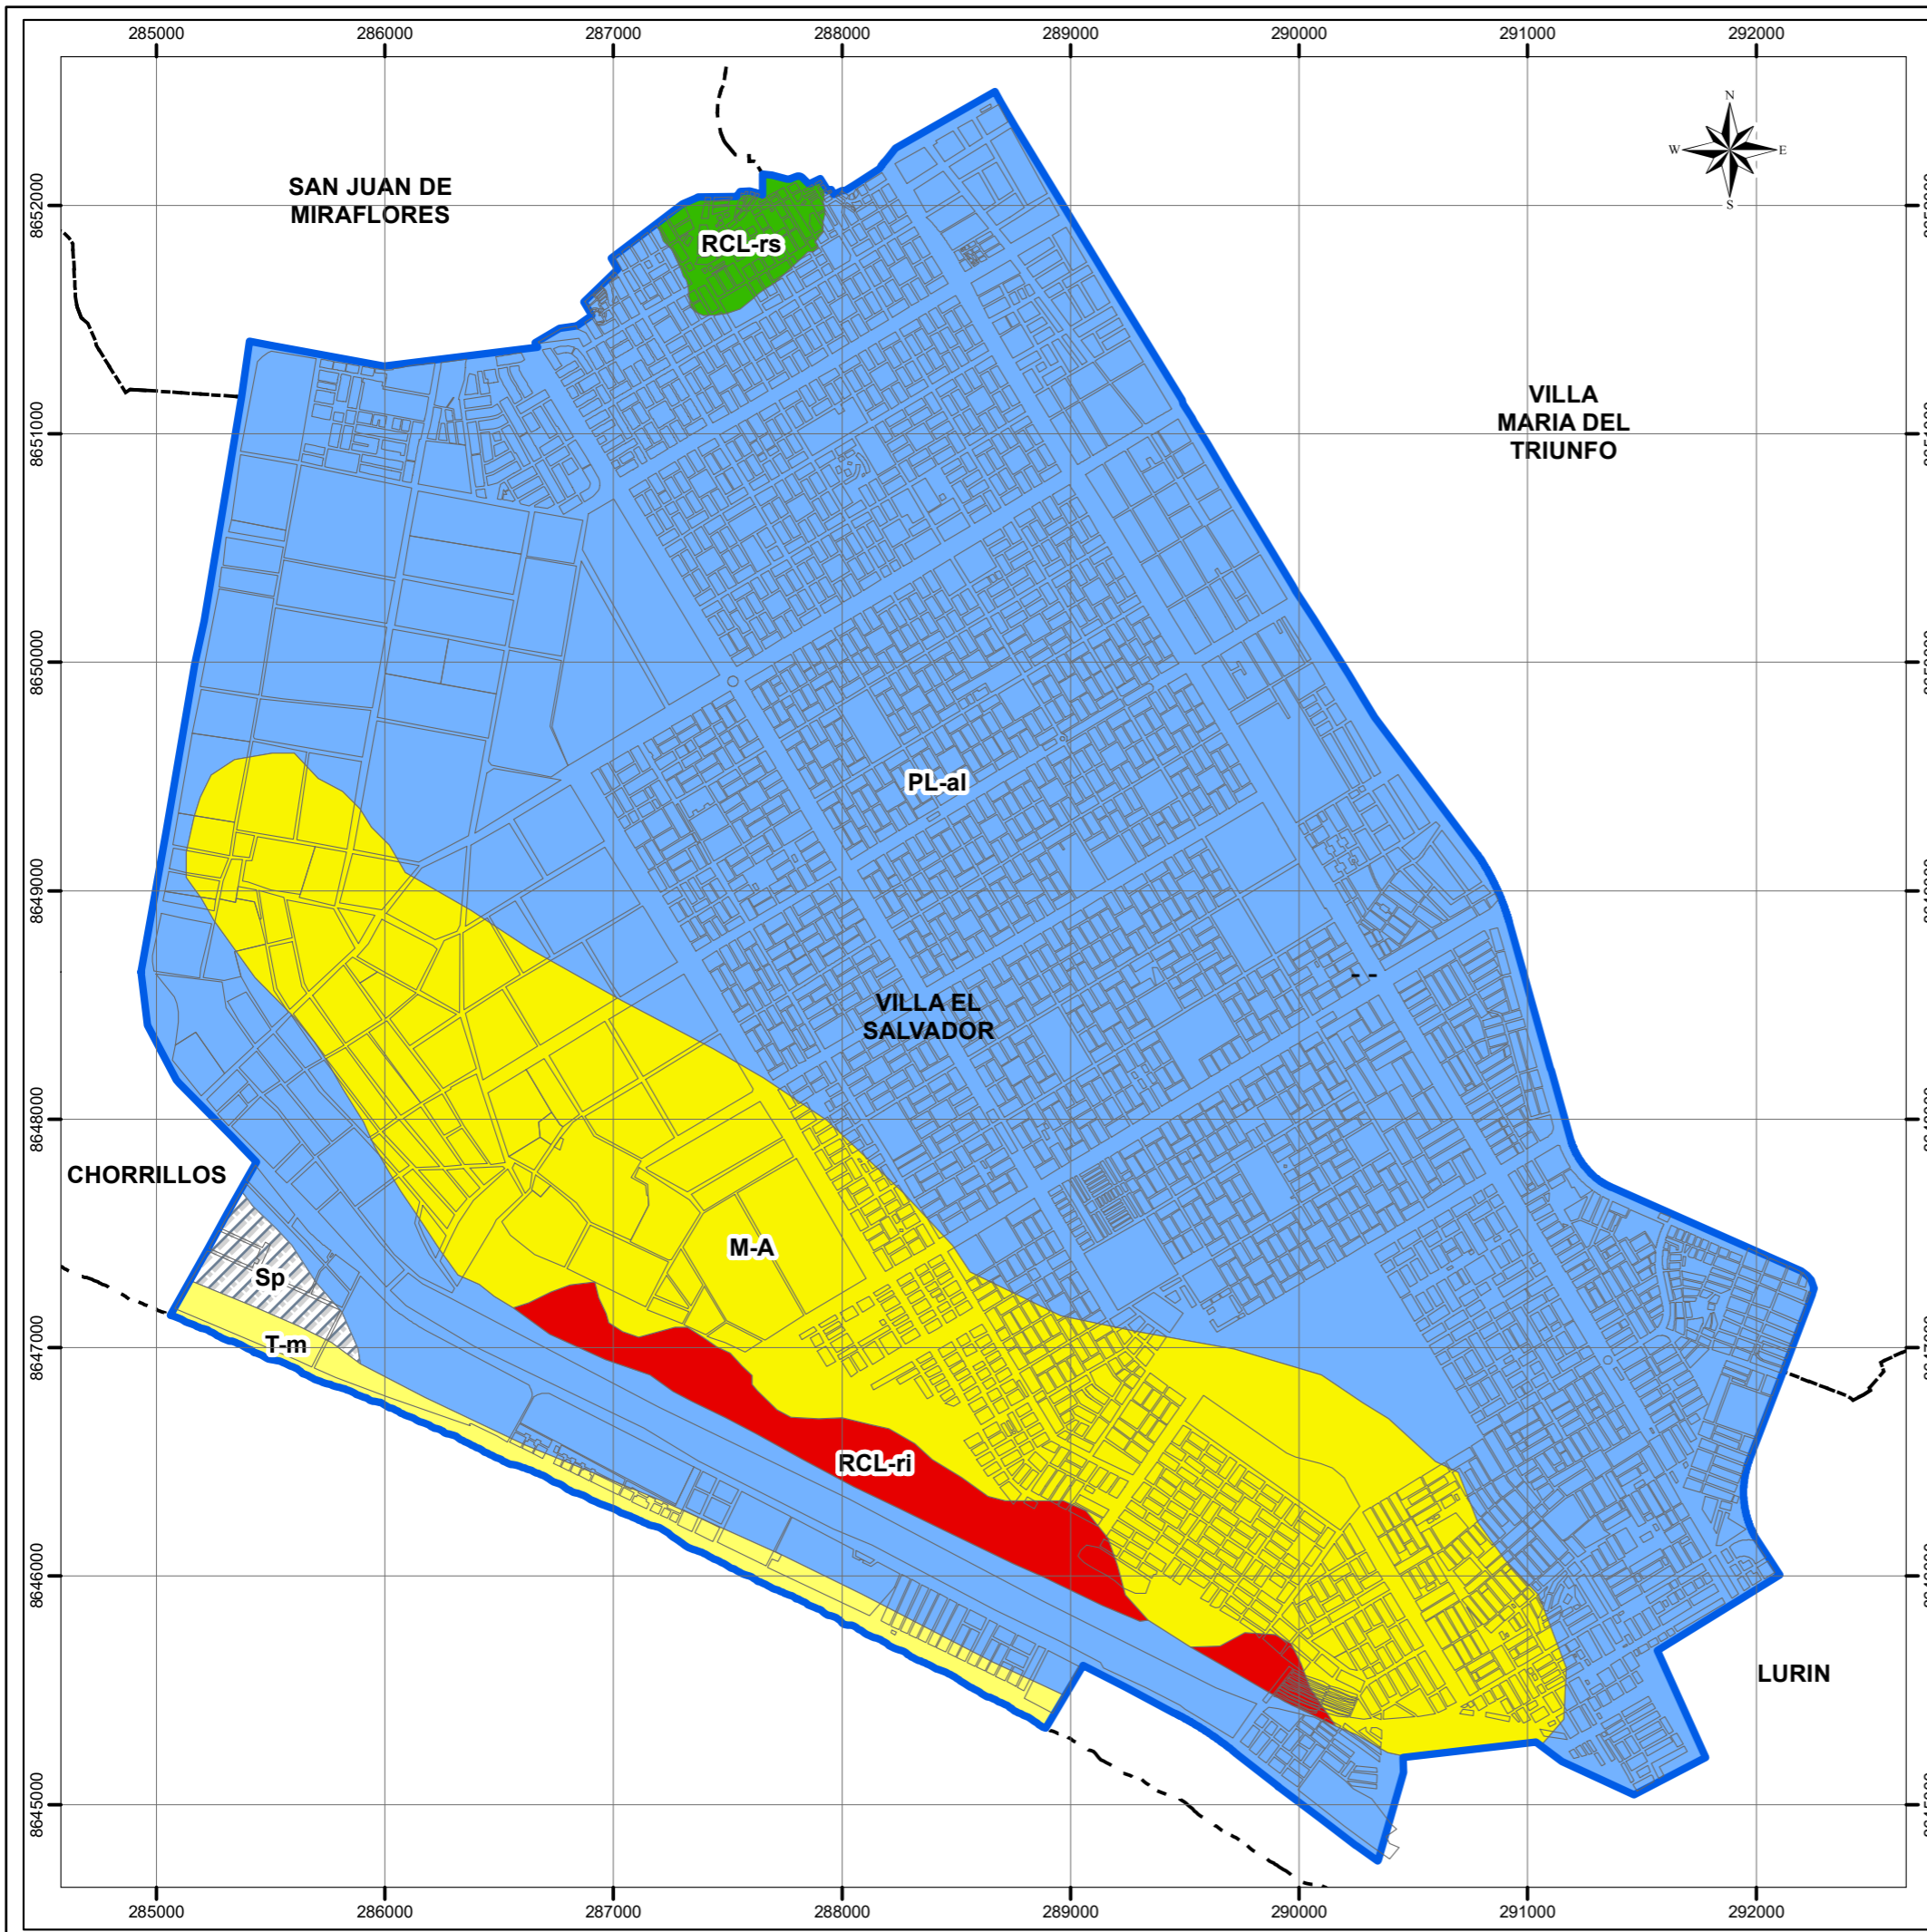 285000
286000
287000
288000
289000
290000
291000
292000
N
W
E
S
SAN JUAN DE
MIRAFLORES
8652000
RCL-rs
VILLA
MARIA DEL
TRIUNFO
8651000
8650000
PL-al
8649000
VILLA EL
SALVADOR
8648000
CHORRILLOS
M-A
Sp
T-m
8647000
RCL-ri
8646000
LURIN
8645000
285000
286000
287000
288000
289000
290000
291000
292000